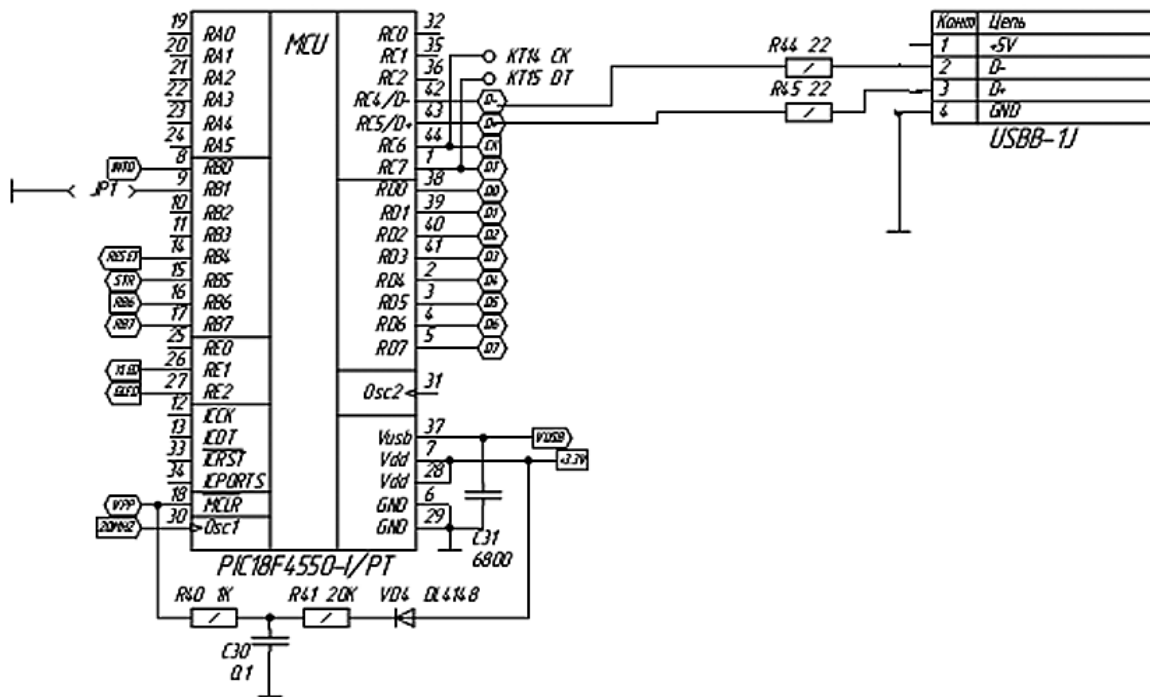 MCU
19 RA0
20 RA1
21 RA2
22 RA3
23 RA4
24 RA5
INT0 8 RB0
JP1 9 RB1
10 RB2
11 RB3
RESET 14 RB4
STR 15 RB5
RB6 16 RB6
RB7 17 RB7
25 RE0
26 RE1
27 RE2
12 ICCK
13 ICDT
33 ICRST
34 ICPORTS
VPP 18 MCLR
20MHZ 30 Osc1
RC0 32
RC1 35
RC2 36
RC4/D- 42 D-
RC5/D+ 43 D+
RC6 44 CK
RC7 1 DT
RD0 38 D0
RD1 39 D1
RD2 40 D2
RD3 41 D3
RD4 2 D4
RD5 3 D5
RD6 4 D6
RD7 5 D7
Osc2 31
Vusb 37 VUSB
Vdd 7 +3.3V
Vdd 28
GND 6
GND 29
PIC18F4550-I/PT
KT14 CK
KT15 DT
R44 22
R45 22
Конт Цепь
1 +5V
2 D-
3 D+
4 GND
USBB-1J
C31
6800
R40 1K
R41 20K
VD4 DL4148
C30
0.1